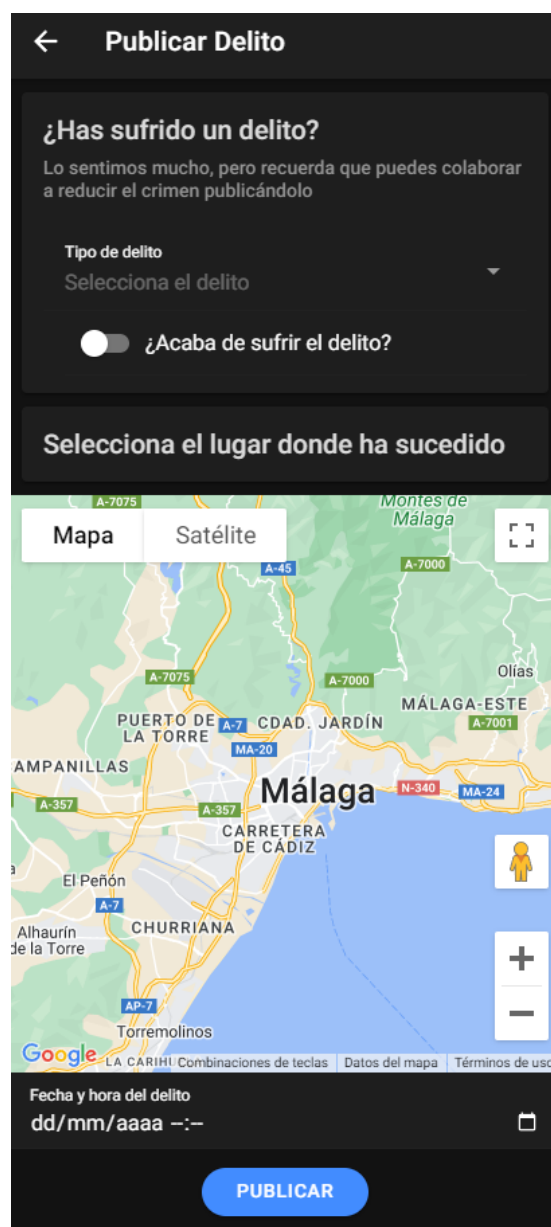 Publicar Delito
¿Has sufrido un delito?
Lo sentimos mucho, pero recuerda que puedes colaborar
a reducir el crimen publicándolo
Tipo de delito
Selecciona el delito
¿Acaba de sufrir el delito?
Selecciona el lugar donde ha sucedido
A-7075
Montes de
Málaga
Mapa
Satélite
A-45
A-7000
A-7075
A-7000
Olías
MÁLAGA-ESTE
A-7001
PUERTO DE
LA TORRE
A-7
CDAD. JARDÍN
MA-20
AMPANILLAS
Málaga
N-340
MA-24
A-357
A-357
CARRETERA
DE CÁDIZ
El Peñón
A-7
Alhaurín
de la Torre
CHURRIANA
AP-7
Torremolinos
Google
LA CARIHU
Combinaciones de teclas
Datos del mapa
Términos de uso
Fecha y hora del delito
dd/mm/aaaa --:--
PUBLICAR